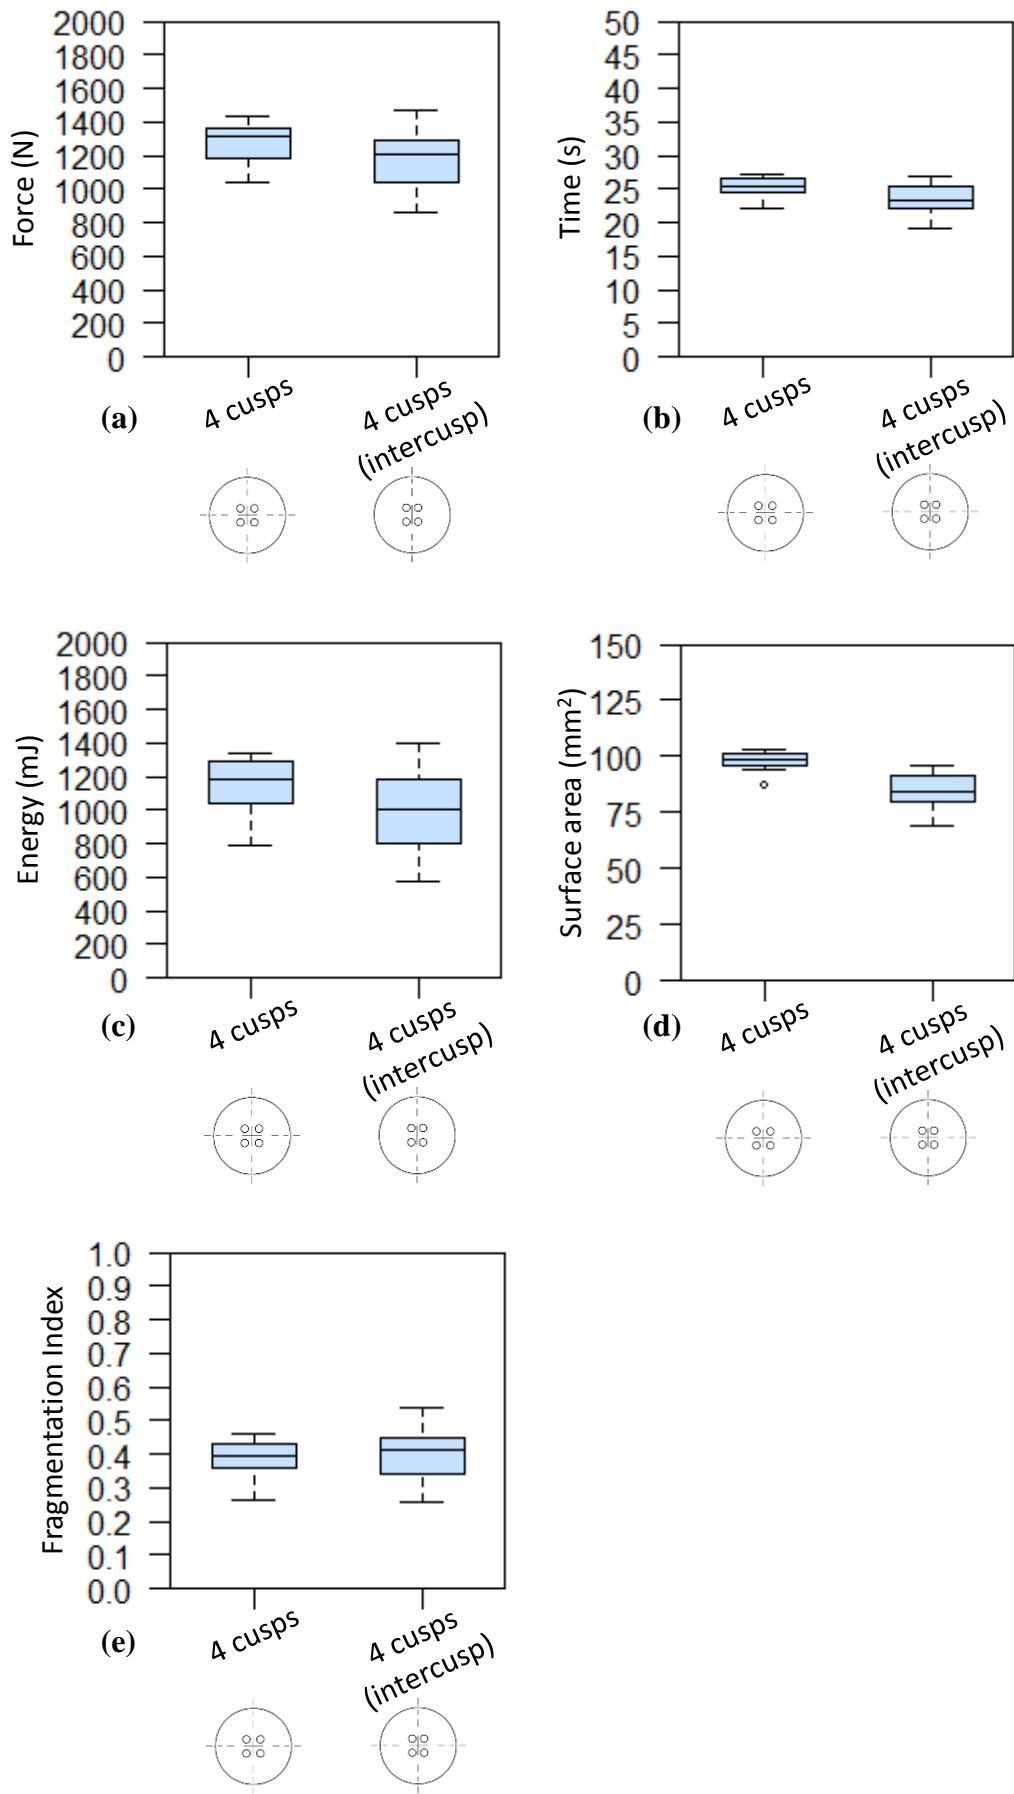 2000
1800
1600
1400
1200
1000
800
600
400
200
0
Force (N)
4 cusps
4 cusps
(intercusp)
(a)
50
45
40
35
30
25
20
15
10
5
0
Time (s)
4 cusps
4 cusps
(intercusp)
(b)
2000
1800
1600
1400
1200
1000
800
600
400
200
0
Energy (mJ)
4 cusps
4 cusps
(intercusp)
(c)
150
125
100
75
50
25
0
Surface area (mm²)
4 cusps
4 cusps
(intercusp)
(d)
1.0
0.9
0.8
0.7
0.6
0.5
0.4
0.3
0.2
0.1
0.0
Fragmentation Index
4 cusps
4 cusps
(intercusp)
(e)